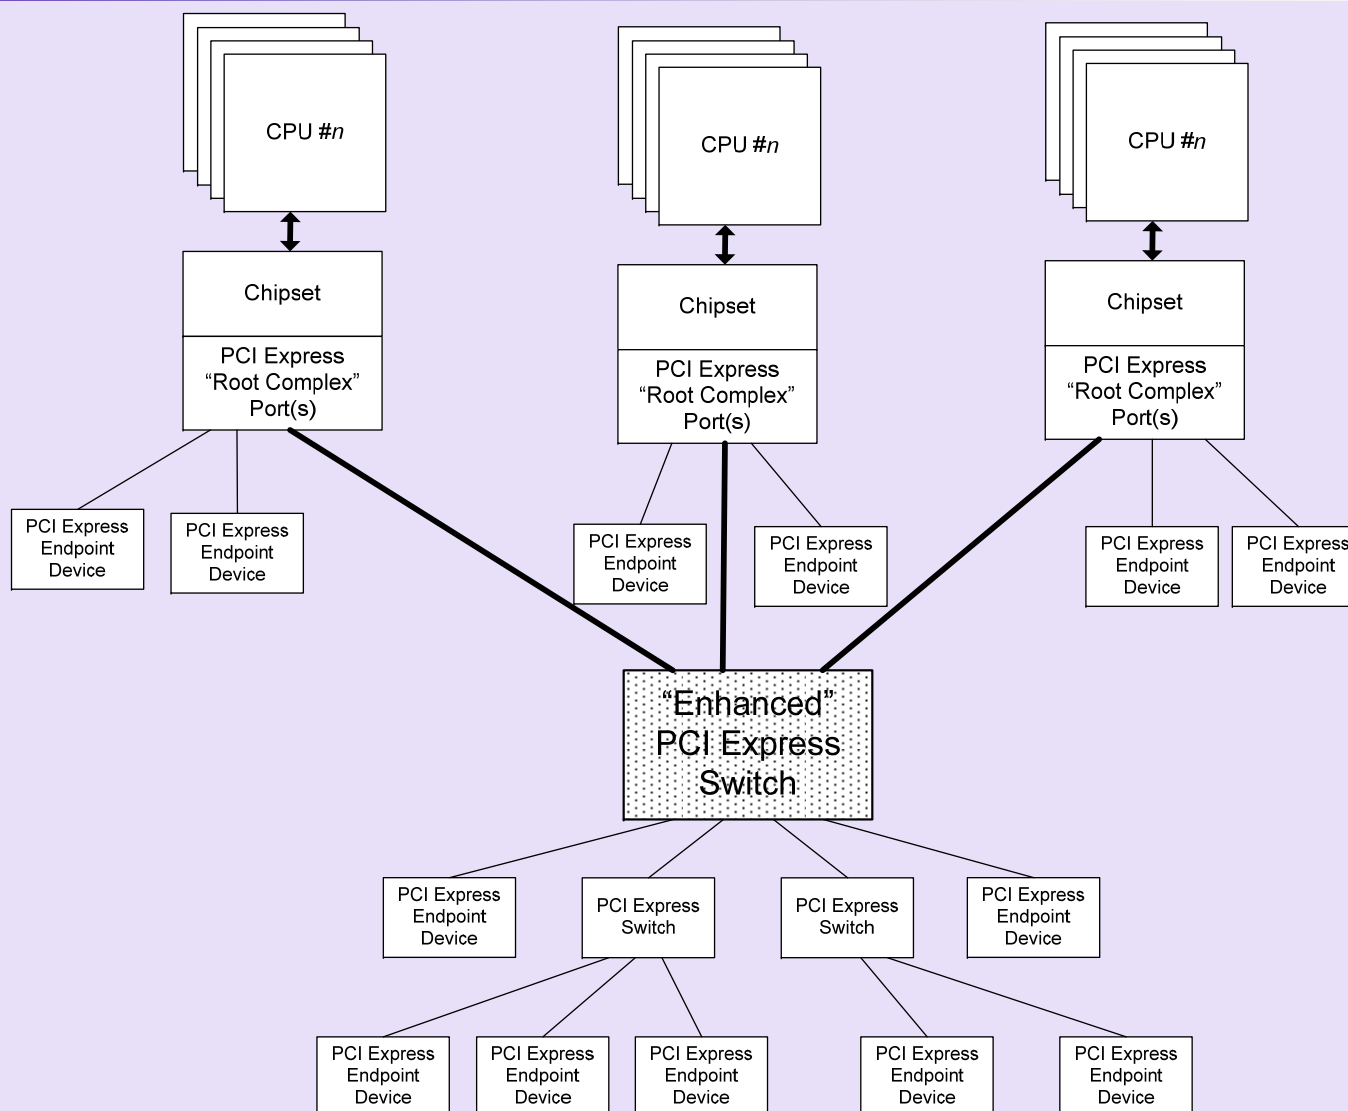 CPU #n
CPU #n
CPU #n
Chipset
Chipset
Chipset
PCI Express
“Root Complex”
Port(s)
PCI Express
“Root Complex”
Port(s)
PCI Express
“Root Complex”
Port(s)
PCI Express
Endpoint
Device
PCI Express
Endpoint
Device
PCI Express
Endpoint
Device
PCI Express
Endpoint
Device
PCI Express
Endpoint
Device
PCI Express
Endpoint
Device
“Enhanced”
PCI Express
Switch
PCI Express
Endpoint
Device
PCI Express
Switch
PCI Express
Switch
PCI Express
Endpoint
Device
PCI Express
Endpoint
Device
PCI Express
Endpoint
Device
PCI Express
Endpoint
Device
PCI Express
Endpoint
Device
PCI Express
Endpoint
Device